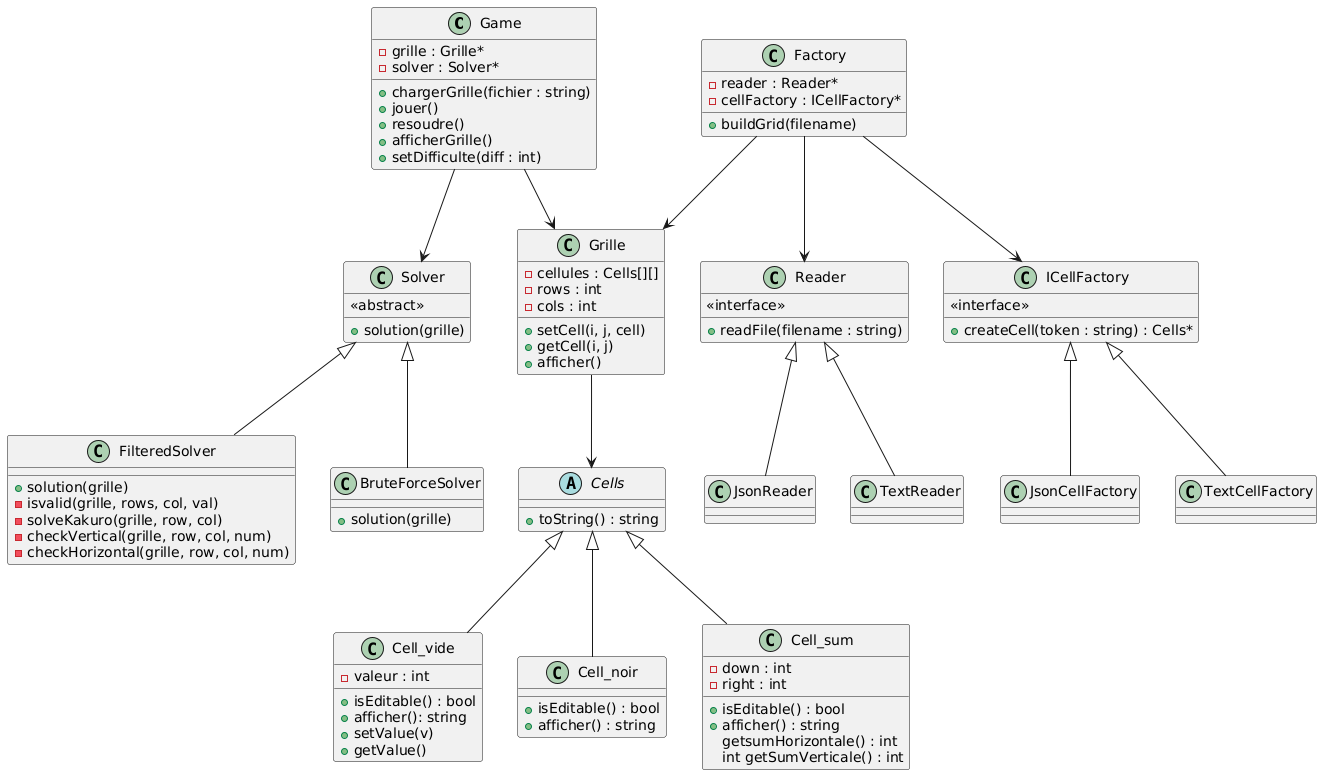 C Game
grille : Grille*
solver : Solver*
chargerGrille(fichier : string)
jouer()
resoudre()
afficherGrille()
setDifficulte(diff : int)
C Factory
reader : Reader*
cellFactory : ICellFactory*
buildGrid(filename)
C Solver
«abstract»
solution(grille)
C Grille
cellules : Cells[][]
rows : int
cols : int
setCell(i, j, cell)
getCell(i, j)
afficher()
C Reader
«interface»
readFile(filename : string)
C ICellFactory
«interface»
createCell(token : string) : Cells*
C FilteredSolver
solution(grille)
isvalid(grille, rows, col, val)
solveKakuro(grille, row, col)
checkVertical(grille, row, col, num)
checkHorizontal(grille, row, col, num)
C BruteForceSolver
solution(grille)
A Cells
toString() : string
C JsonReader
C TextReader
C JsonCellFactory
C TextCellFactory
C Cell_vide
valeur : int
isEditable() : bool
afficher(): string
setValue(v)
getValue()
C Cell_noir
isEditable() : bool
afficher() : string
C Cell_sum
down : int
right : int
isEditable() : bool
afficher() : string
getsumHorizontale() : int
int getSumVerticale() : int